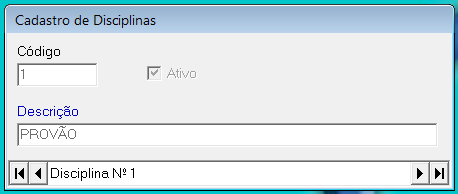 Cadastro de Disciplinas
Código
1
Ativo
Descrição
PROVÃO
Disciplina Nº 1